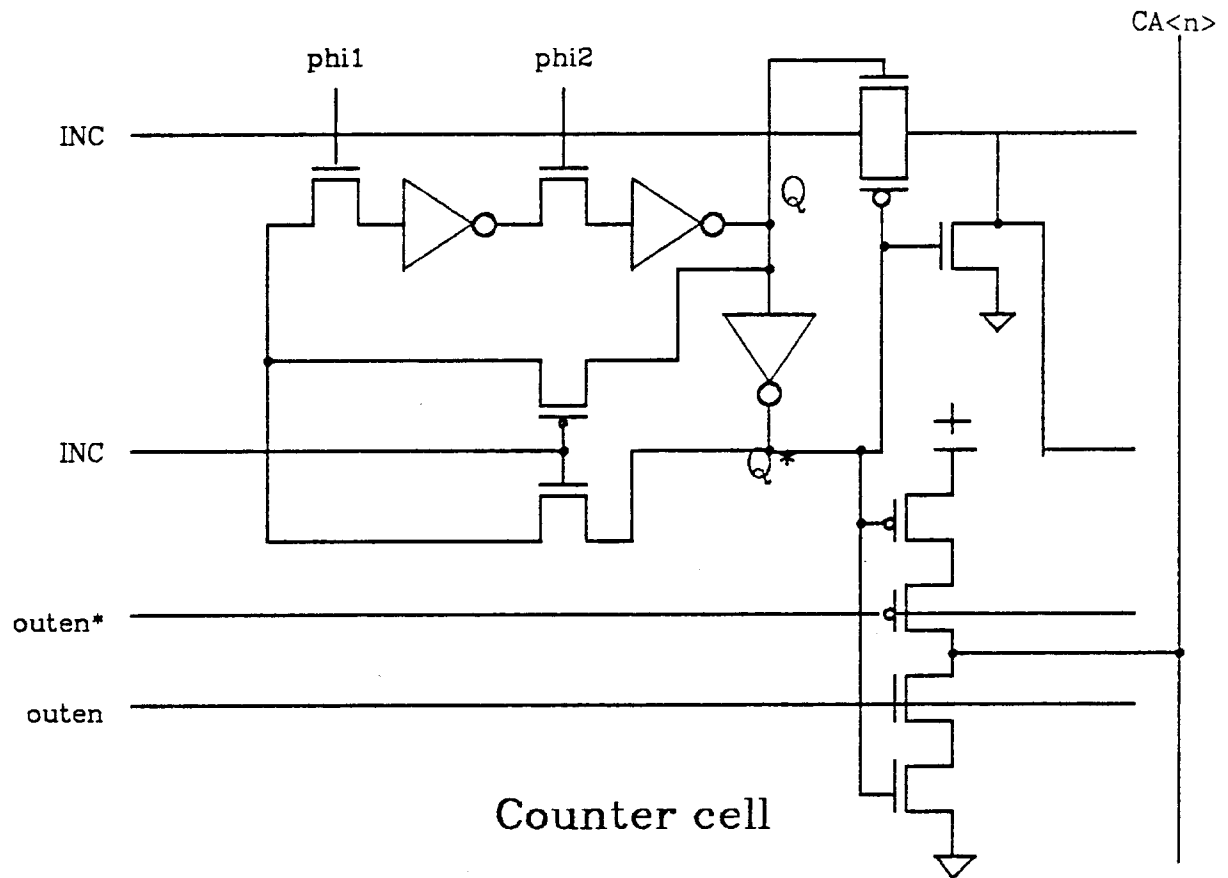 CA<n>
phi1
phi2
INC
Q
INC
Q*
outen*
outen
Counter cell